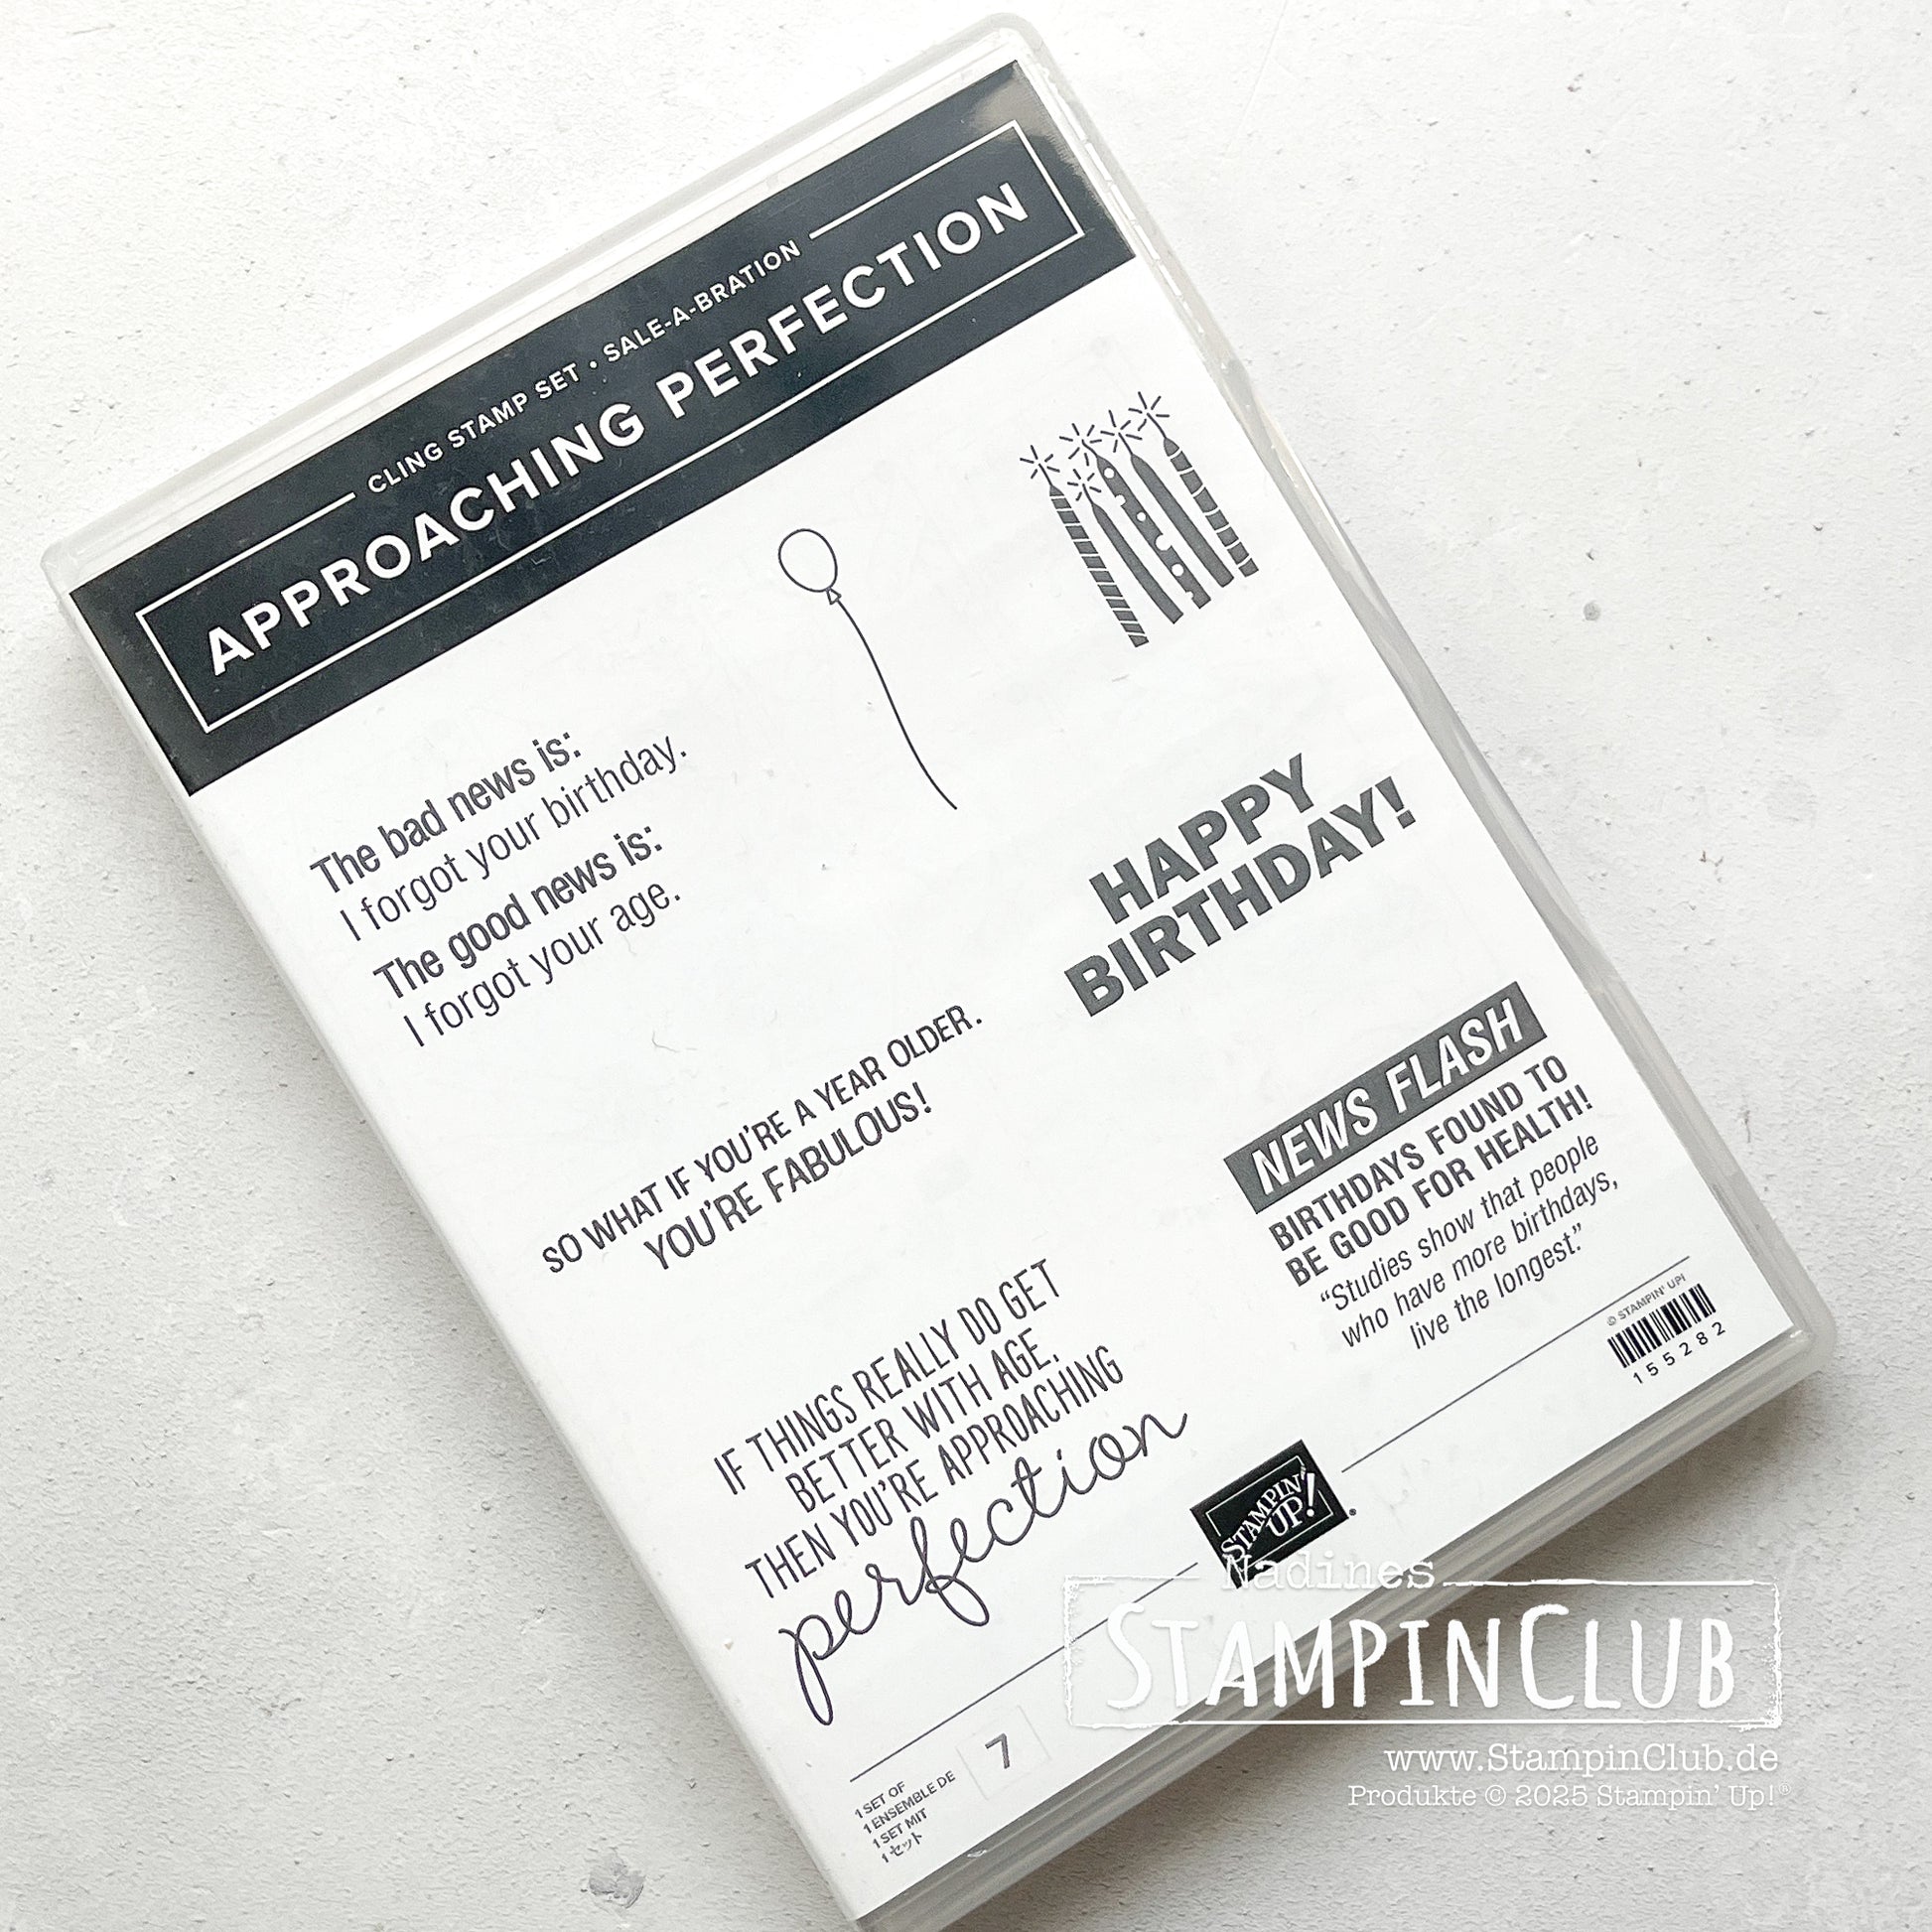 CLING STAMP SET • SALE-A-BRATION
APPROACHING PERFECTION
The bad news is:
I forgot your birthday.
The good news is:
I forgot your age.
HAPPY
BIRTHDAY!
SO WHAT IF YOU'RE A YEAR OLDER.
YOU'RE FABULOUS!
NEWS FLASH
BIRTHDAYS FOUND TO
BE GOOD FOR HEALTH!
“Studies show that people
who have more birthdays,
live the longest.”
IF THINGS REALLY DO GET
BETTER WITH AGE,
THEN YOU'RE APPROACHING
perfection
© STAMPIN' UP!
155282
STAMPIN'
UP!®
1 SET OF
1 ENSEMBLE DE
1 SET MIT
1 セット
7
Nadines
STAMPINCLUB
www.StampinClub.de
Produkte © 2025 Stampin' Up!®